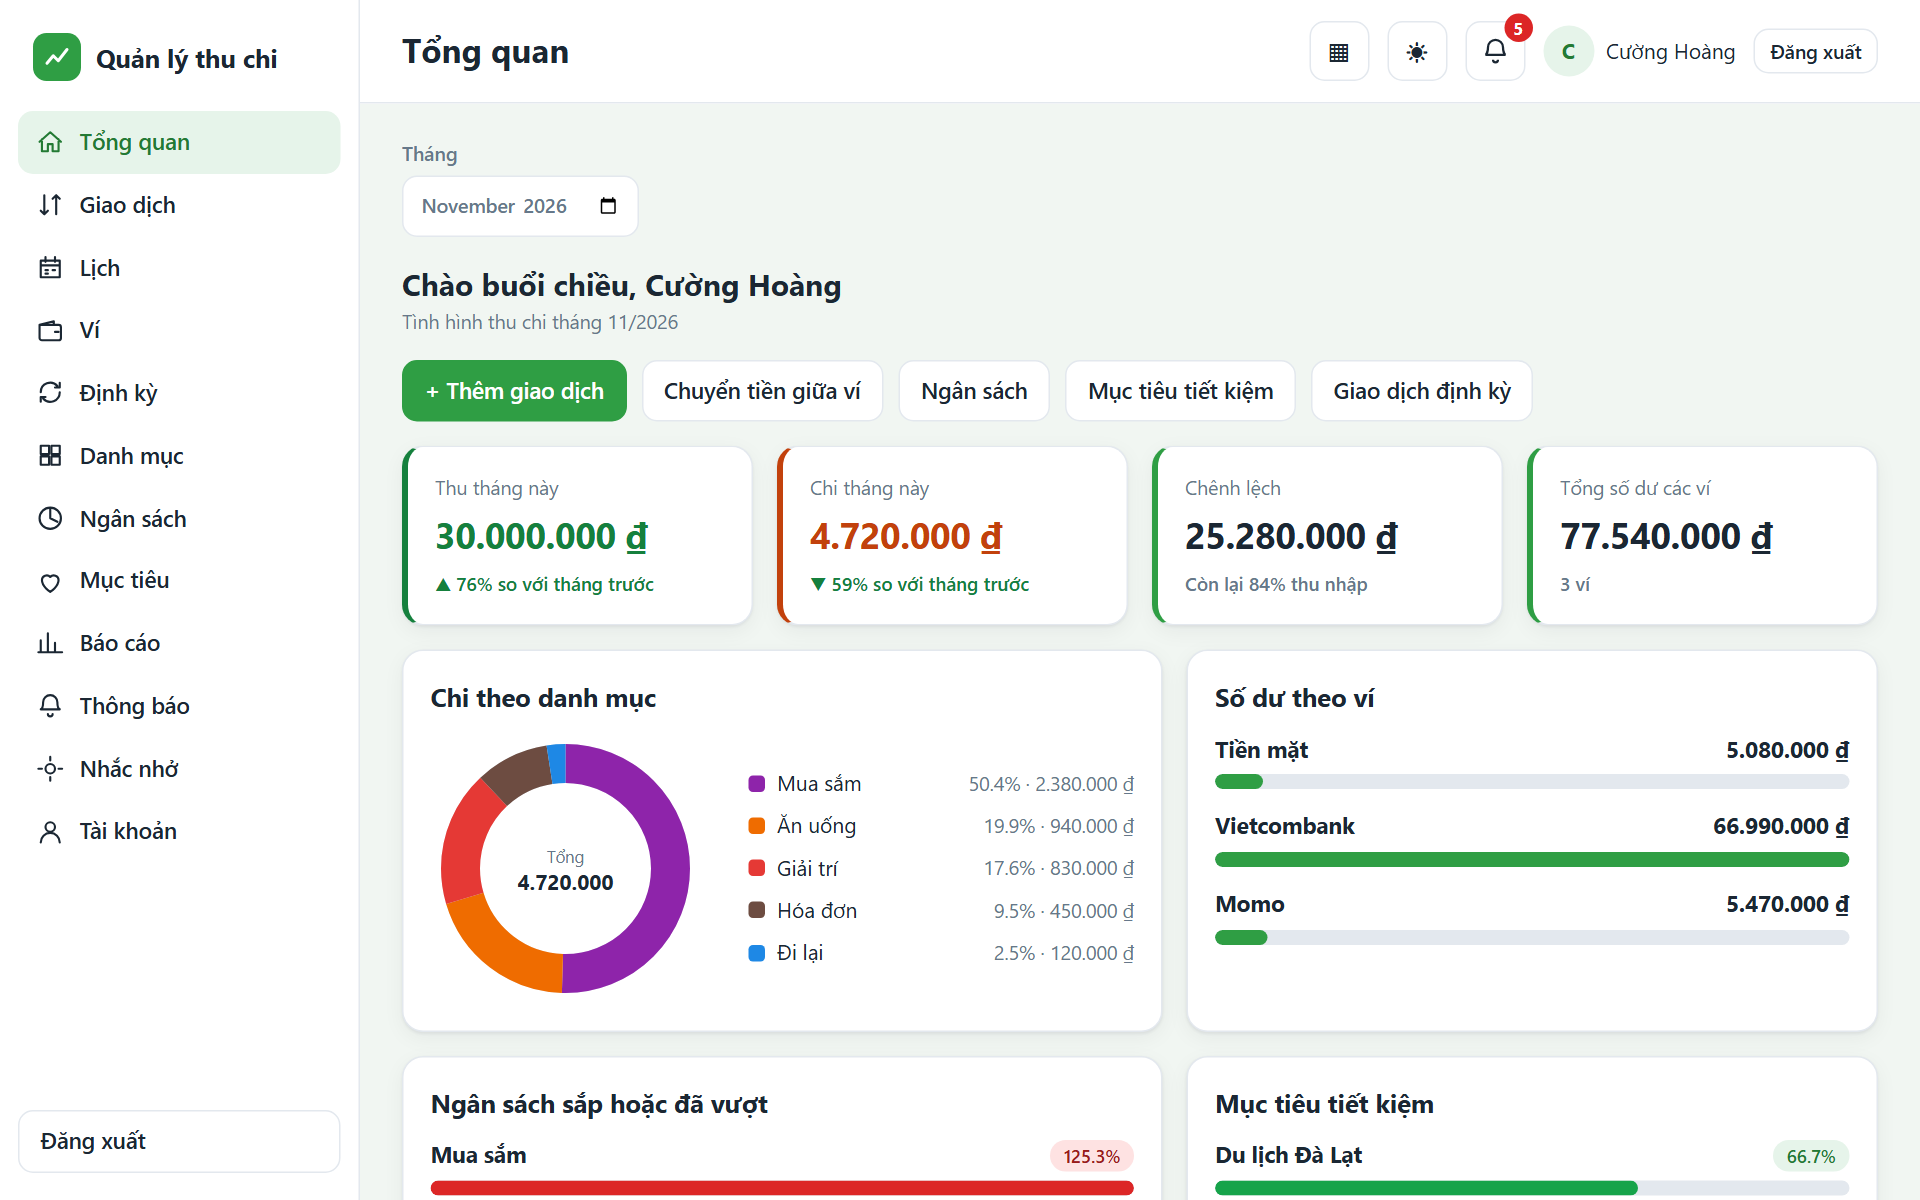 Quản lý thu chi
Tổng quan
Giao dịch
Lịch
Ví
Định kỳ
Danh mục
Ngân sách
Mục tiêu
Báo cáo
Thông báo
Nhắc nhở
Tài khoản
Đăng xuất
Tổng quan
5
C
Cường Hoàng
Đăng xuất
Tháng
November 2026
Chào buổi chiều, Cường Hoàng
Tình hình thu chi tháng 11/2026
+ Thêm giao dịch
Chuyển tiền giữa ví
Ngân sách
Mục tiêu tiết kiệm
Giao dịch định kỳ
Thu tháng này
30.000.000 ₫
▲ 76% so với tháng trước
Chi tháng này
4.720.000 ₫
▼ 59% so với tháng trước
Chênh lệch
25.280.000 ₫
Còn lại 84% thu nhập
Tổng số dư các ví
77.540.000 ₫
3 ví
Chi theo danh mục
Tổng
4.720.000
Mua sắm 50.4% · 2.380.000 ₫
Ăn uống 19.9% · 940.000 ₫
Giải trí 17.6% · 830.000 ₫
Hóa đơn 9.5% · 450.000 ₫
Đi lại 2.5% · 120.000 ₫
Số dư theo ví
Tiền mặt 5.080.000 ₫
Vietcombank 66.990.000 ₫
Momo 5.470.000 ₫
Ngân sách sắp hoặc đã vượt
Mua sắm 125.3%
Mục tiêu tiết kiệm
Du lịch Đà Lạt 66.7%